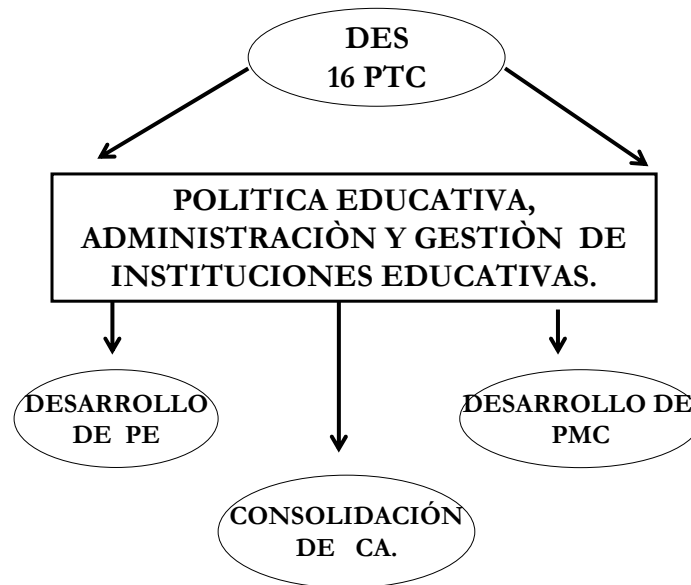 DES
16 PTC
POLITICA EDUCATIVA,
ADMINISTRACIÒN Y GESTIÒN DE
INSTITUCIONES EDUCATIVAS.
DESARROLLO
DE PE
DESARROLLO DE
PMC
CONSOLIDACIÓN
DE CA.